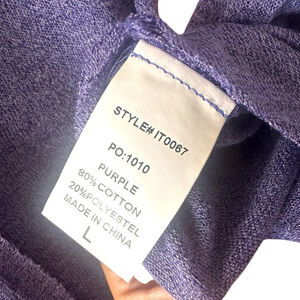 STYLE# IT0067
PO:1010
PURPLE
80% COTTON
20%POLYESTEL
MADE IN CHINA
L